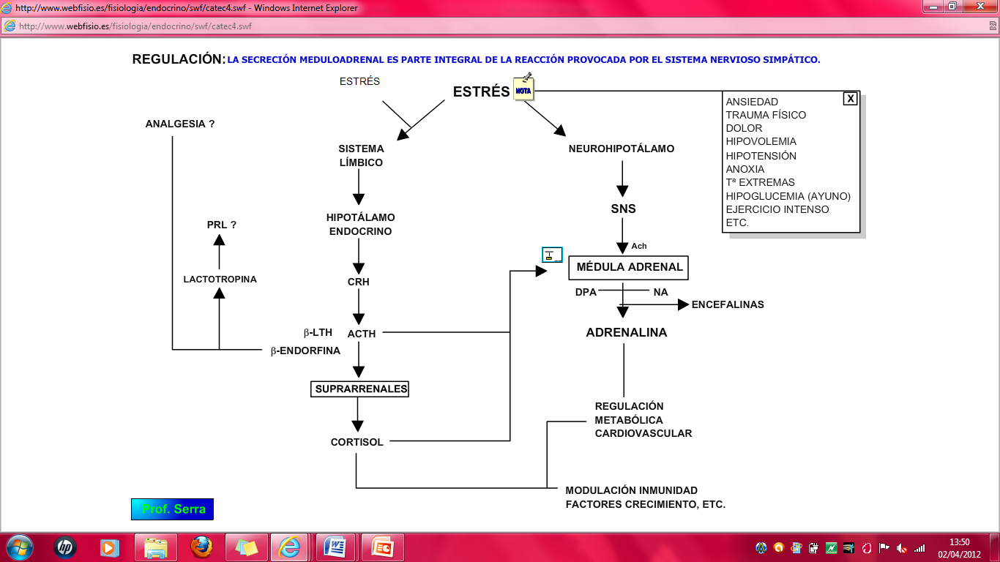 http://www.webfisio.es/fisiologia/endocrino/swf/catec4.swf - Windows Internet Explorer
http://www.webfisio.es/fisiologia/endocrino/swf/catec4.swf
REGULACIÓN: LA SECRECIÓN MEDULOADRENAL ES PARTE INTEGRAL DE LA REACCIÓN PROVOCADA POR EL SISTEMA NERVIOSO SIMPÁTICO.
ESTRÉS
ESTRÉS
NOTA
X
ANSIEDAD
TRAUMA FÍSICO
DOLOR
HIPOVOLEMIA
HIPOTENSIÓN
ANOXIA
Tª EXTREMAS
HIPOGLUCEMIA (AYUNO)
EJERCICIO INTENSO
ETC.
ANALGESIA ?
SISTEMA
LÍMBICO
NEUROHIPOTÁLAMO
SNS
HIPOTÁLAMO
ENDOCRINO
PRL ?
Ach
MÉDULA ADRENAL
LACTOTROPINA
CRH
DPA
NA
ENCEFALINAS
β-LTH
ACTH
ADRENALINA
β-ENDORFINA
SUPRARRENALES
REGULACIÓN
METABÓLICA
CARDIOVASCULAR
CORTISOL
MODULACIÓN INMUNIDAD
FACTORES CRECIMIENTO, ETC.
Prof. Serra
hp
13:50
02/04/2012